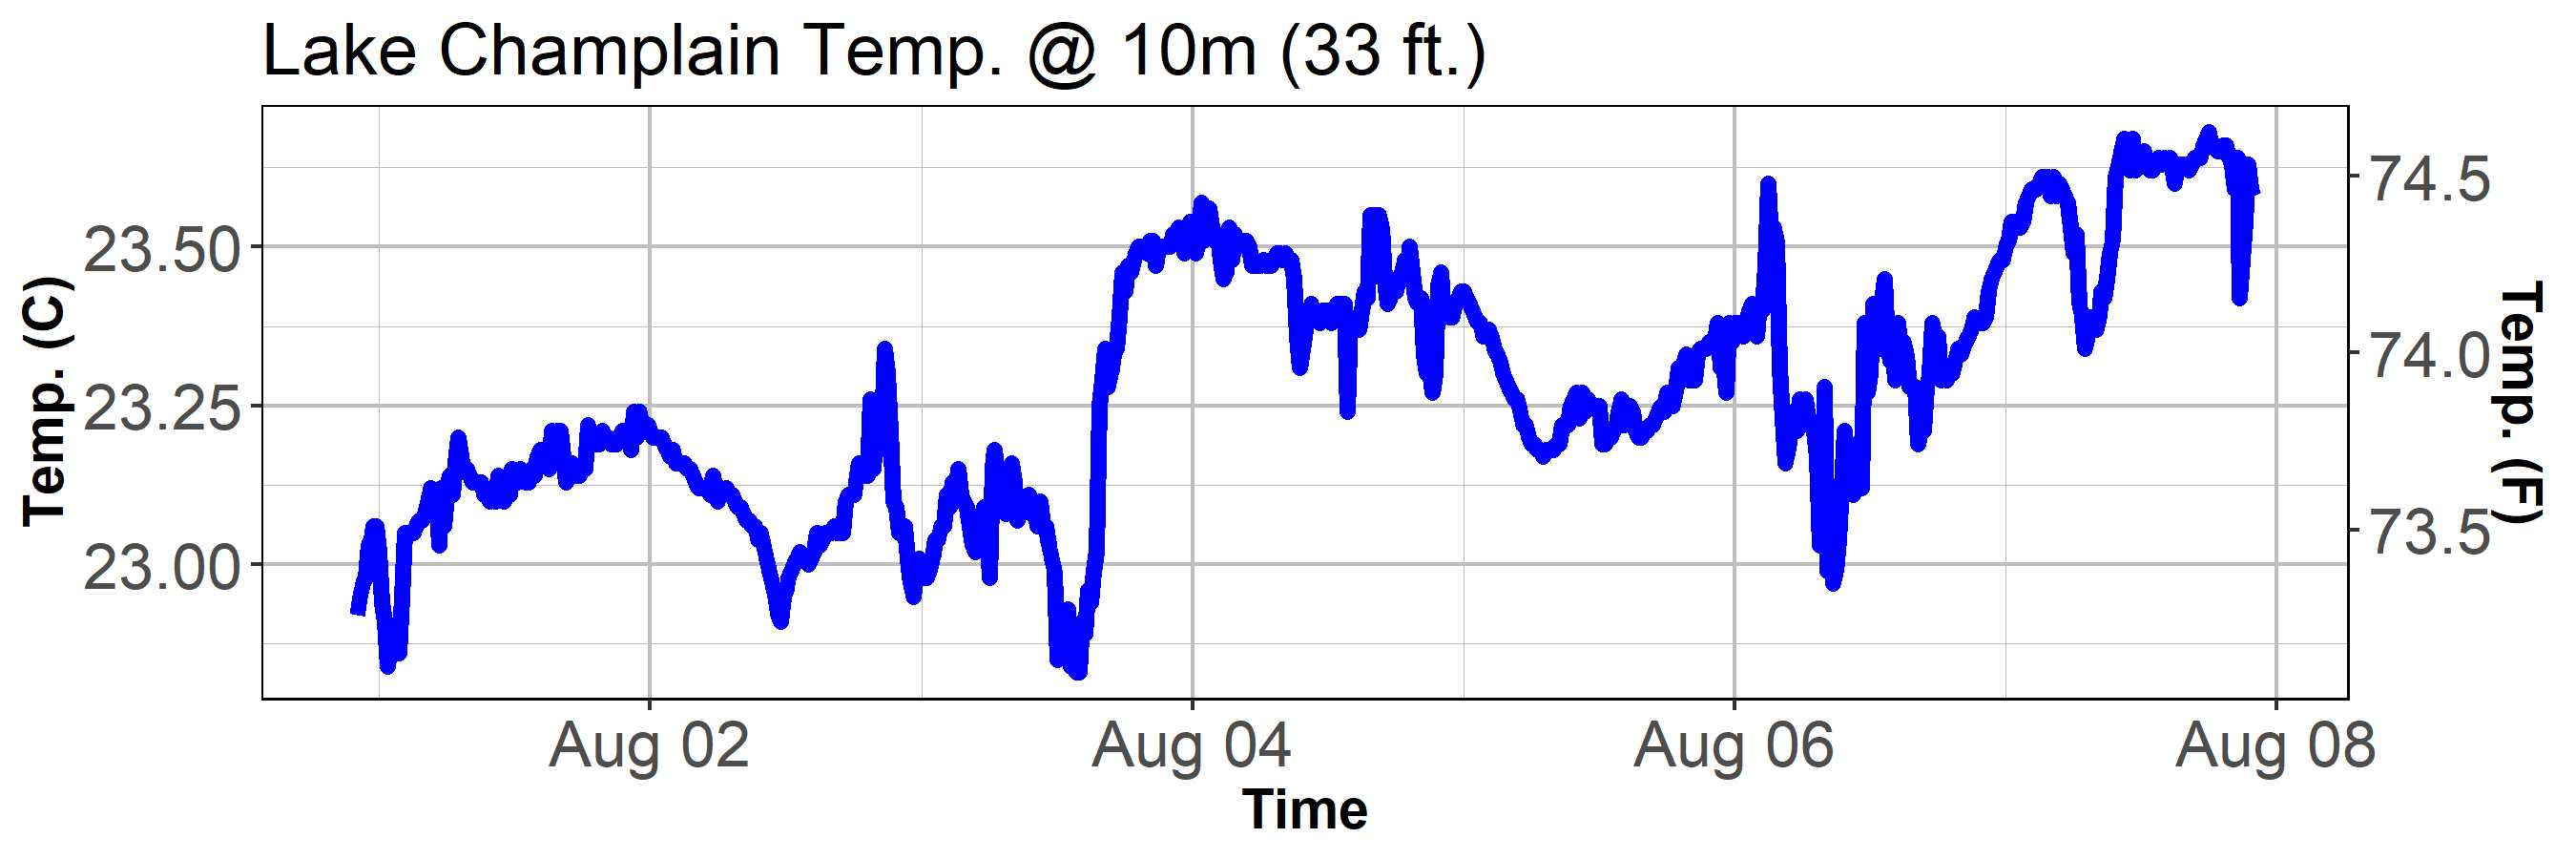 Lake Champlain Temp. @ 10m (33 ft.)
Temp. (C)
23.50
23.25
23.00
74.5
74.0
73.5
Temp. (F)
Aug 02
Aug 04
Aug 06
Aug 08
Time